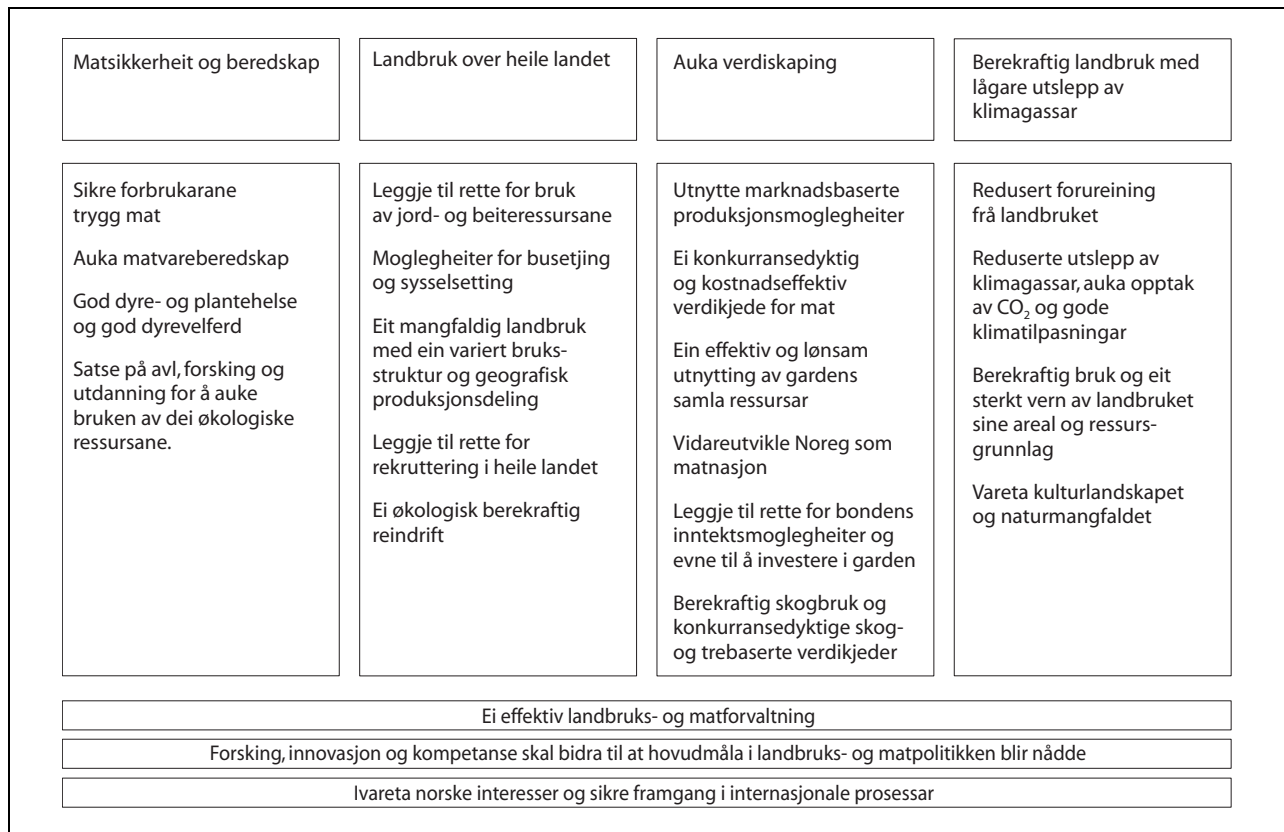 Matsikkerheit og beredskap
Landbruk over heile landet
Auka verdiskaping
Berekraftig landbruk med
lågare utslepp av
klimagassar
Sikre forbrukarane
trygg mat
Auka matvareberedskap
God dyre- og plantehelse
og god dyrevelferd
Satse på avl, forsking og
utdanning for å auke
bruken av dei økologiske
ressursane.
Leggje til rette for bruk
av jord- og beiteressursane
Moglegheiter for busetjing
og sysselsetting
Eit mangfaldig landbruk
med ein variert bruks-
struktur og geografisk
produksjonsdeling
Leggje til rette for
rekruttering i heile landet
Ei økologisk berekraftig
reindrift
Utnytte marknadsbaserte
produksjonsmoglegheiter
Ei konkurransedyktig
og kostnadseffektiv
verdikjede for mat
Ein effektiv og lønsam
utnytting av gardens
samla ressursar
Vidareutvikle Noreg som
matnasjon
Leggje til rette for bondens
inntektsmoglegheiter og
evne til å investere i garden
Berekraftig skogbruk og
konkurransedyktige skog-
og trebaserte verdikjeder
Redusert forureining
frå landbruket
Reduserte utslepp av
klimagassar, auka opptak
av CO₂ og gode
klimatilpasningar
Berekraftig bruk og eit
sterkt vern av landbruket
sine areal og ressurs-
grunnlag
Vareta kulturlandskapet
og naturmangfaldet
Ei effektiv landbruks- og matforvaltning
Forsking, innovasjon og kompetanse skal bidra til at hovudmåla i landbruks- og matpolitikken blir nådde
Ivareta norske interesser og sikre framgang i internasjonale prosessar